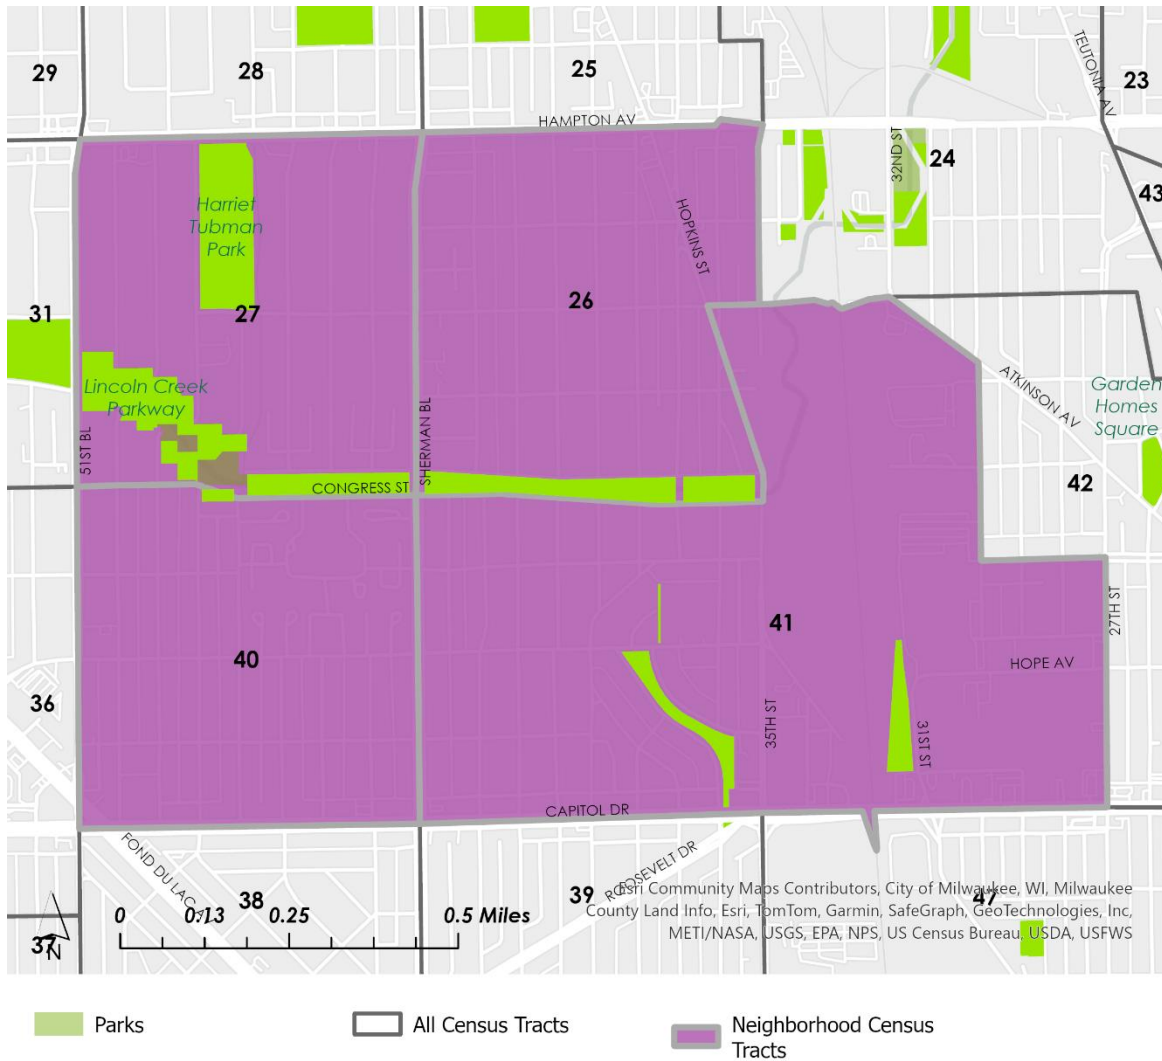 29
28
25
23
TEUTONIA AV
HAMPTON AV
32ND ST
24
43
Harriet
Tubman
Park
HOPKINS ST
31
27
26
Lincoln Creek
Parkway
ATKINSON AV
Garden
Homes
Square
51ST BL
SHERMAN BL
CONGRESS ST
42
41
27TH ST
40
HOPE AV
36
35TH ST
31ST ST
CAPITOL DR
FOND DU LAC
ROOSEVELT DR
38
39
47
37
N
0 0.13 0.25 0.5 Miles
Esri Community Maps Contributors, City of Milwaukee, WI, Milwaukee
County Land Info, Esri, TomTom, Garmin, SafeGraph, GeoTechnologies, Inc,
METI/NASA, USGS, EPA, NPS, US Census Bureau, USDA, USFWS
Parks
All Census Tracts
Neighborhood Census
Tracts